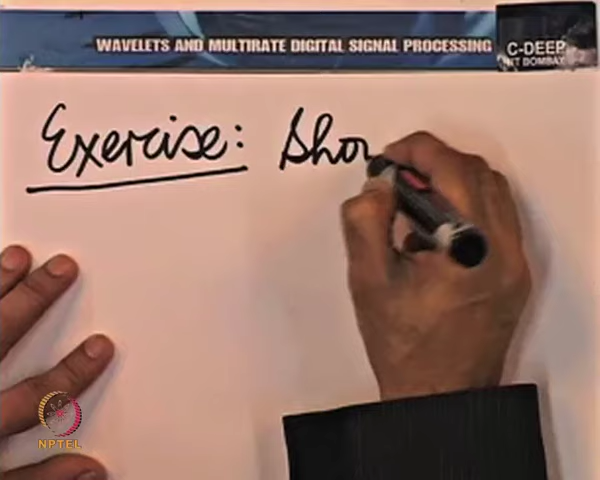 WAVELETS AND MULTIRATE DIGITAL SIGNAL PROCESSING
C-DEEP
IIT BOMBAY
Exercise: Sho
NPTEL